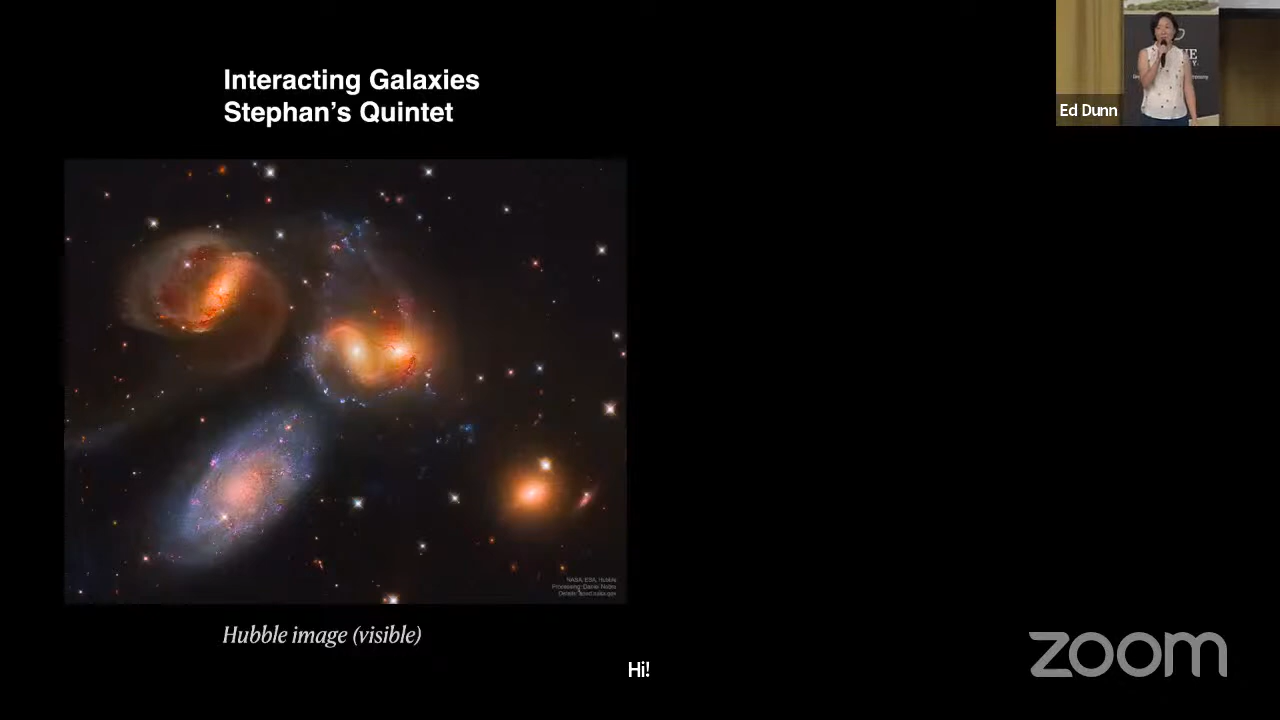 Interacting Galaxies
Stephan's Quintet
Ed Dunn
NASA, ESA, Hubble
Hubble image (visible)
Hi!
zoom